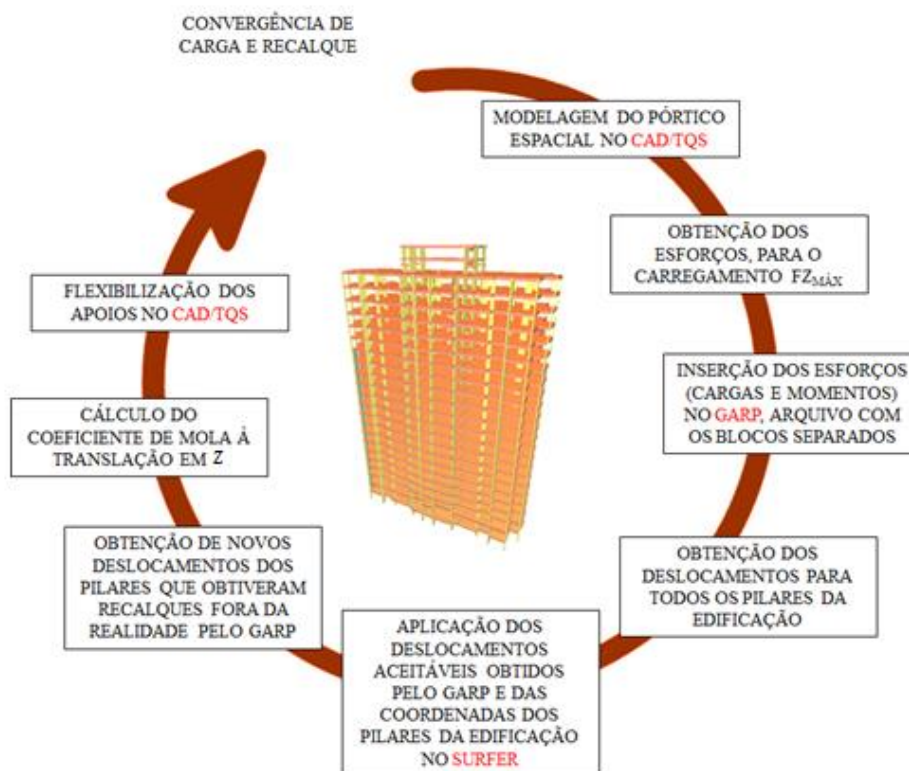 CONVERGÊNCIA DE
CARGA E RECALQUE
MODELAGEM DO PÓRTICO
ESPACIAL NO CAD/TQS
OBTENÇÃO DOS
ESFORÇOS, PARA O
CARREGAMENTO FZMÁX
INSERÇÃO DOS ESFORÇOS
(CARGAS E MOMENTOS)
NO GARP, ARQUIVO COM
OS BLOCOS SEPARADOS
OBTENÇÃO DOS
DESLOCAMENTOS PARA
TODOS OS PILARES DA
EDIFICAÇÃO
APLICAÇÃO DOS
DESLOCAMENTOS
ACEITÁVEIS OBTIDOS
PELO GARP E DAS
COORDENADAS DOS
PILARES DA EDIFICAÇÃO
NO SURFER
OBTENÇÃO DE NOVOS
DESLOCAMENTOS DOS
PILARES QUE OBTIVERAM
RECALQUES FORA DA
REALIDADE PELO GARP
CÁLCULO DO
COEFICIENTE DE MOLA À
TRANSLAÇÃO EM Z
FLEXIBILIZAÇÃO DOS
APOIOS NO CAD/TQS